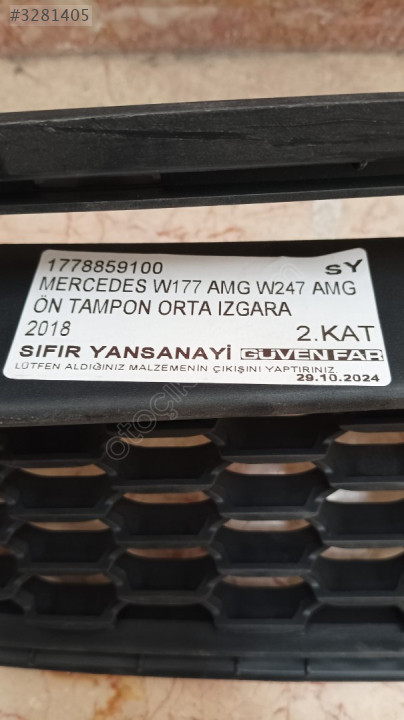 #3281405
1778859100 SY
MERCEDES W177 AMG W247 AMG
ÖN TAMPON ORTA IZGARA
2018 2.KAT
SIFIR YANSANAYİ GÜVEN FAR
LÜTFEN ALDIĞINIZ MALZEMENİN ÇIKIŞINI YAPTIRINIZ.
29.10.2024